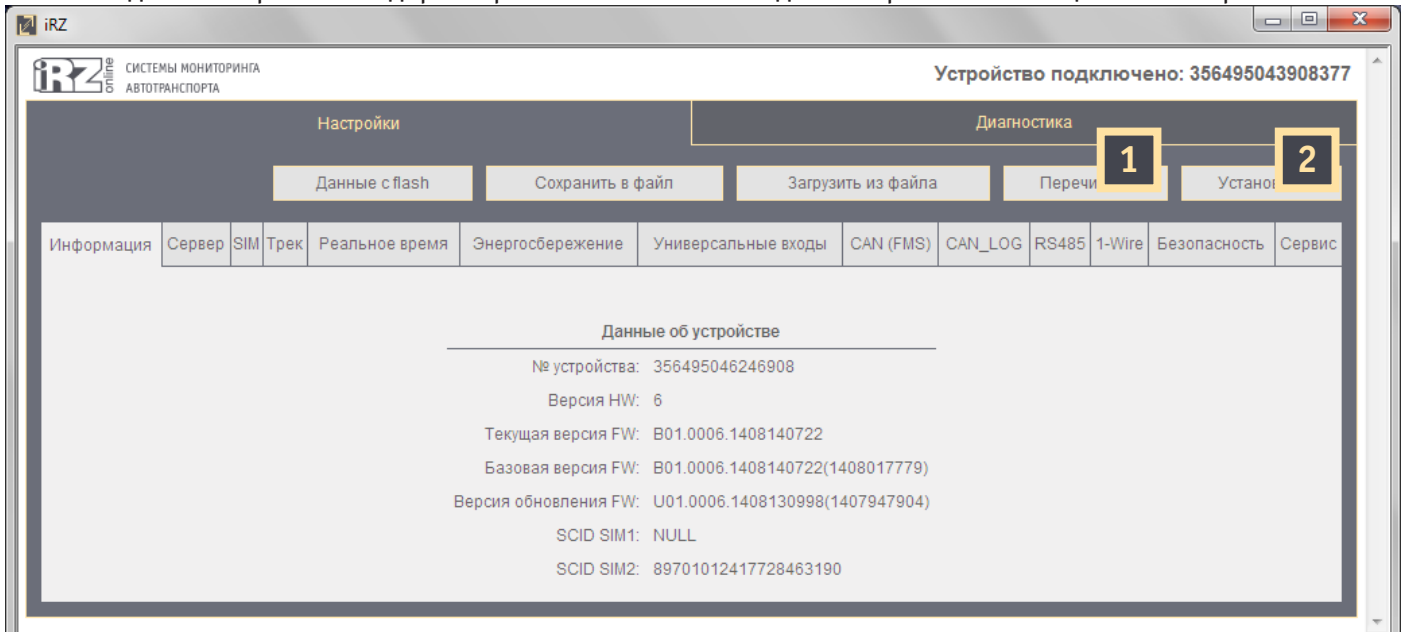 iRZ
iRZ online СИСТЕМЫ МОНИТОРИНГА
АВТОТРАНСПОРТА
Устройство подключено: 356495043908377
Настройки Диагностика
1 2
Данные с flash Сохранить в файл Загрузить из файла
Информация Сервер SIM Трек Реальное время Энергосбережение Универсальные входы CAN (FMS) CAN_LOG RS485 1-Wire Безопасность Сервис
Данные об устройстве
№ устройства: 356495046246908
Версия HW: 6
Текущая версия FW: B01.0006.1408140722
Базовая версия FW: B01.0006.1408140722(1408017779)
Версия обновления FW: U01.0006.1408130998(1407947904)
SCID SIM1: NULL
SCID SIM2: 89701012417728463190